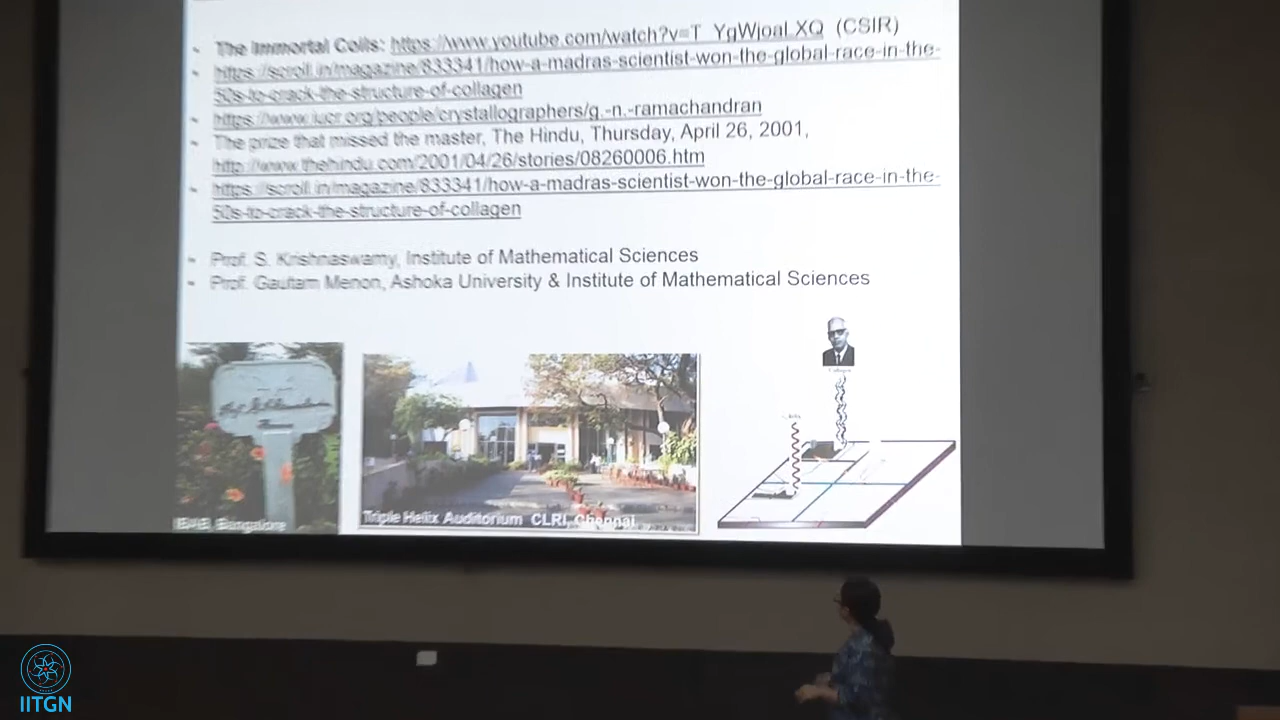 The Immortal Coils: https://www.youtube.com/watch?v=T_YgWjoaLXQ (CSIR)
https://scroll.in/magazine/833341/how-a-madras-scientist-won-the-global-race-in-the-
50s-to-crack-the-structure-of-collagen
https://www.iucr.org/people/crystallographers/g.-n.-ramachandran
The prize that missed the master, The Hindu, Thursday, April 26, 2001,
http://www.thehindu.com/2001/04/26/stories/08260006.htm
https://scroll.in/magazine/833341/how-a-madras-scientist-won-the-global-race-in-the-
50s-to-crack-the-structure-of-collagen
Prof. S. Krishnaswamy, Institute of Mathematical Sciences
Prof. Gautam Menon, Ashoka University & Institute of Mathematical Sciences
Collagen
Bangalore
Triple Helix Auditorium CLRI, Chennai
IITGN